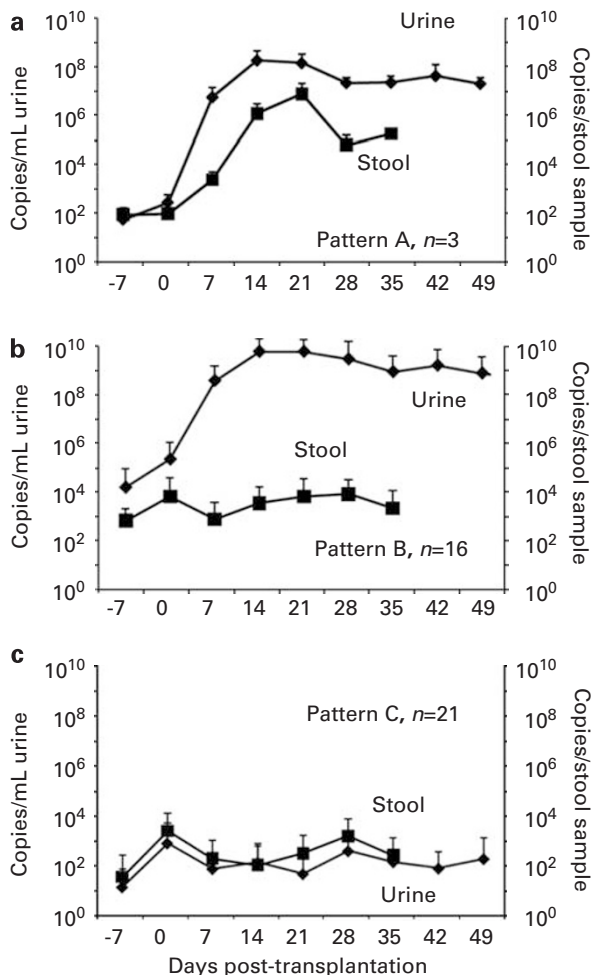 a
Copies/mL urine
10^10
10^8
10^6
10^4
10^2
10^0
Urine
Stool
Pattern A, n=3
Copies/stool sample
10^10
10^8
10^6
10^4
10^2
10^0
-7 0 7 14 21 28 35 42 49
b
Copies/mL urine
10^10
10^8
10^6
10^4
10^2
10^0
Urine
Stool
Pattern B, n=16
Copies/stool sample
10^10
10^8
10^6
10^4
10^2
10^0
-7 0 7 14 21 28 35 42 49
c
Copies/mL urine
10^10
10^8
10^6
10^4
10^2
10^0
Pattern C, n=21
Stool
Urine
Copies/stool sample
10^10
10^8
10^6
10^4
10^2
10^0
-7 0 7 14 21 28 35 42 49
Days post-transplantation